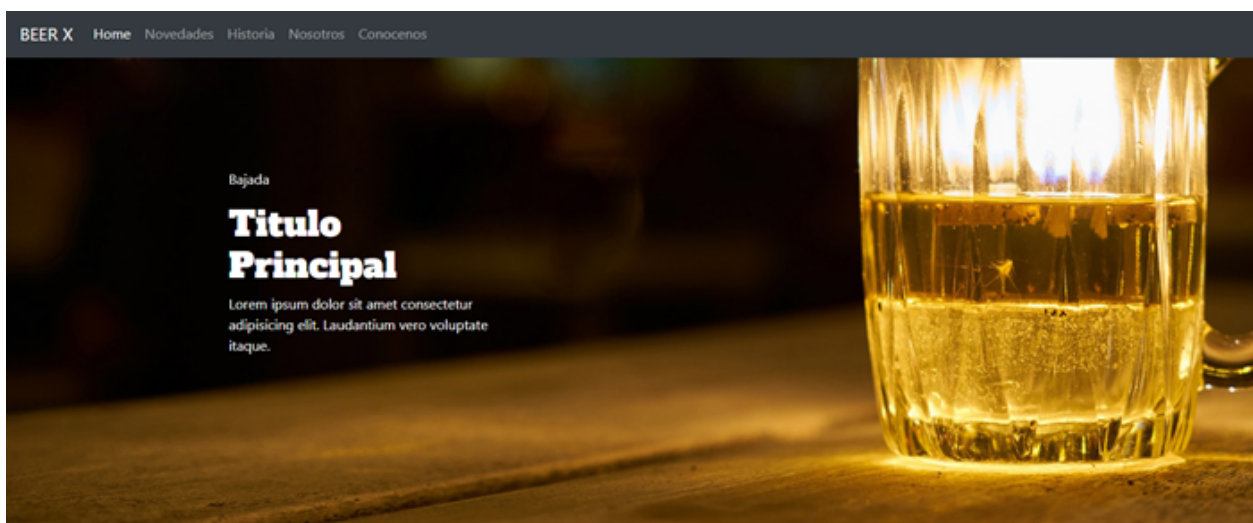 BEER X Home Novedades Historia Nosotros Conocenos
Bajada
Titulo
Principal
Lorem ipsum dolor sit amet consectetur
adipisicing elit. Laudantium vero voluptate
itaque.